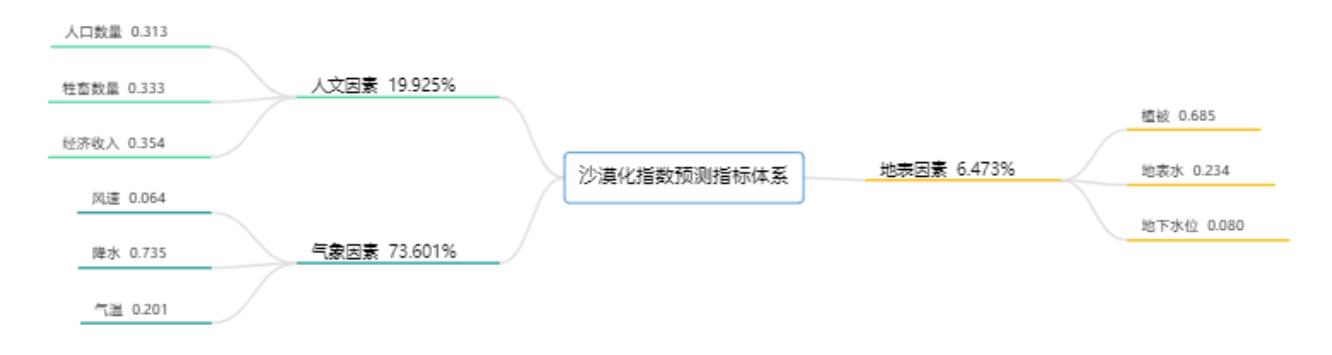 人口数量 0.313
牲畜数量 0.333
经济收入 0.354
人文因素 19.925%
风速 0.064
降水 0.735
气温 0.201
气象因素 73.601%
沙漠化指数预测指标体系
地表因素 6.473%
植被 0.685
地表水 0.234
地下水位 0.080